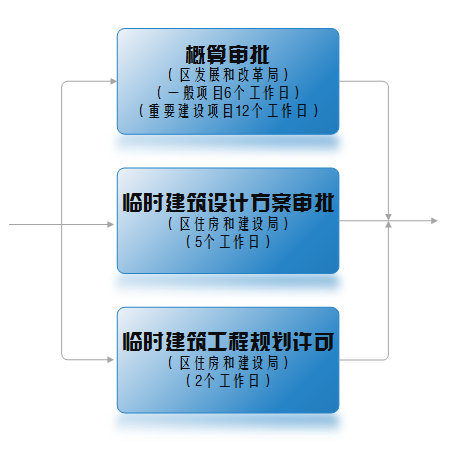 概算审批
（区发展和改革局）
（一般项目6个工作日）
（重要建设项目12个工作日）
临时建筑设计方案审批
（区住房和建设局）
（5个工作日）
临时建筑工程规划许可
（区住房和建设局）
（2个工作日）